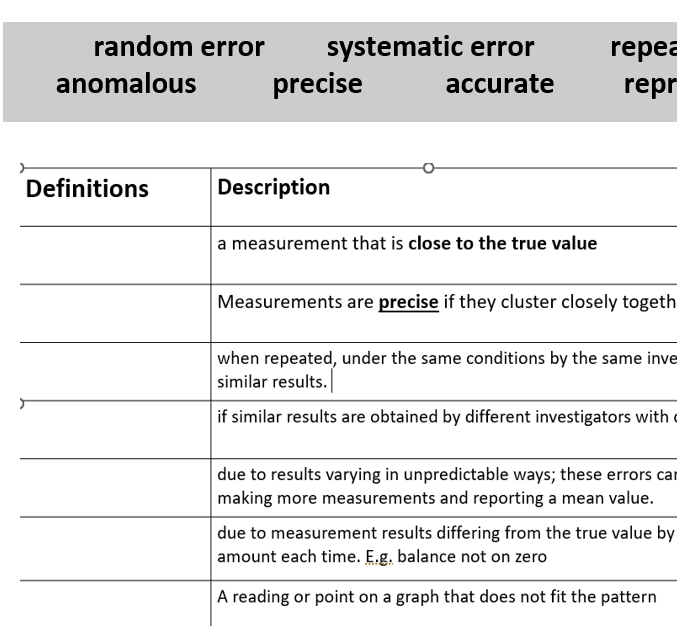 random error systematic error repea
anomalous precise accurate repr
Definitions Description
a measurement that is close to the true value
Measurements are precise if they cluster closely togeth
when repeated, under the same conditions by the same inve
similar results.
if similar results are obtained by different investigators with
due to results varying in unpredictable ways; these errors can
making more measurements and reporting a mean value.
due to measurement results differing from the true value by
amount each time. E.g. balance not on zero
A reading or point on a graph that does not fit the pattern